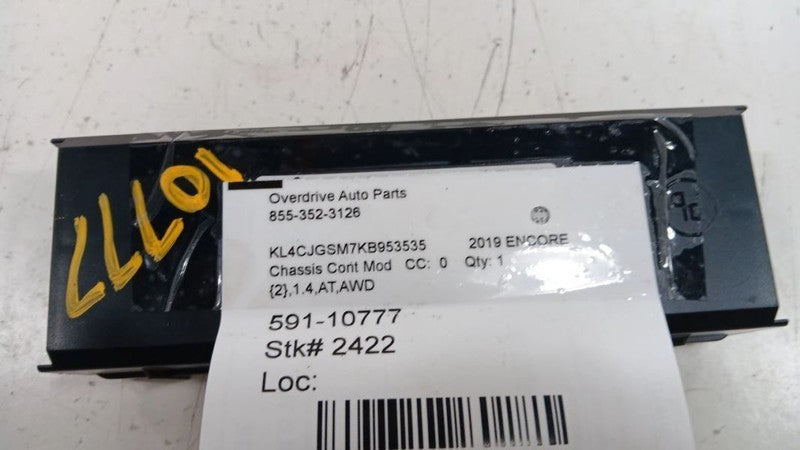 10777
Overdrive Auto Parts
855-352-3126
KL4CJGSM7KB953535 2019 ENCORE
Chassis Cont Mod CC: 0 Qty: 1
{2},1.4,AT,AWD
591-10777
Stk# 2422
Loc: